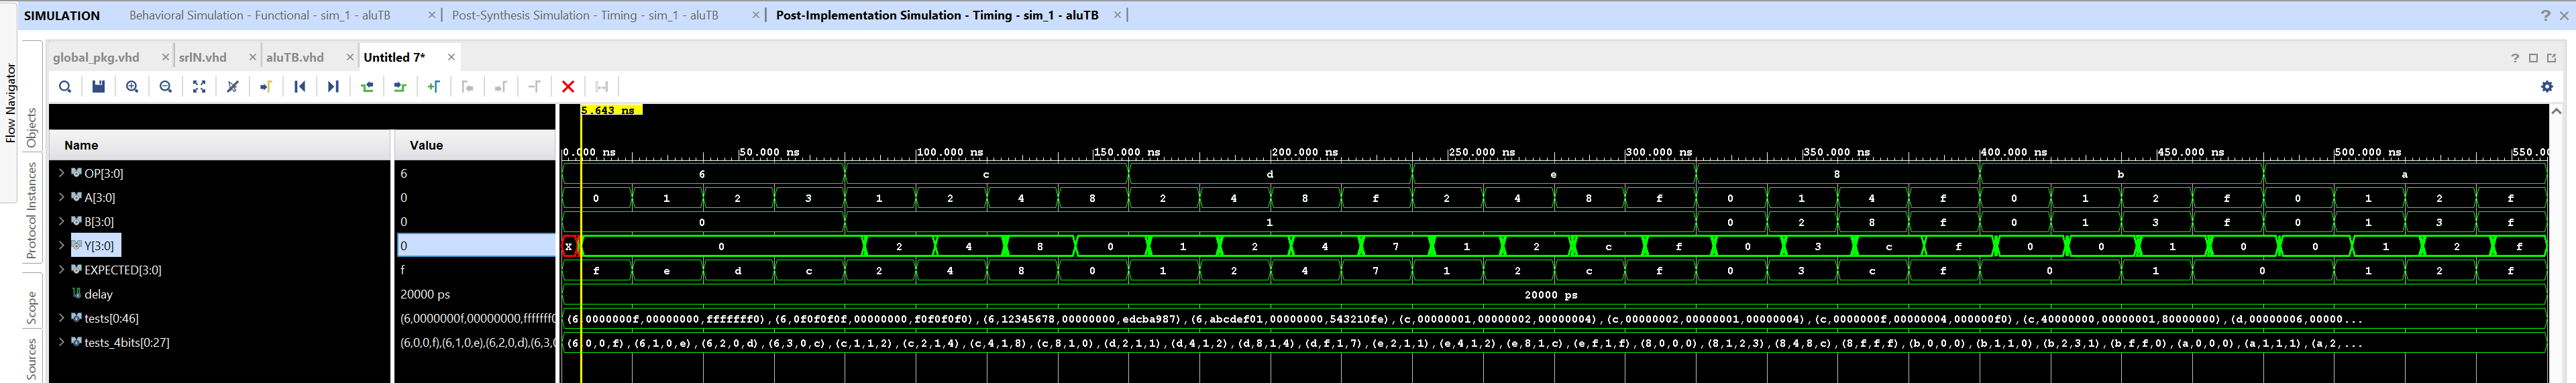 SIMULATION Behavioral Simulation - Functional - sim_1 - aluTB Post-Synthesis Simulation - Timing - sim_1 - aluTB Post-Implementation Simulation - Timing - sim_1 - aluTB
Flow Navigator
Objects
Protocol Instances
Scope
Sources
global_pkg.vhd srlN.vhd aluTB.vhd Untitled 7*
5.643 ns
Name Value 0.000 ns 50.000 ns 100.000 ns 150.000 ns 200.000 ns 250.000 ns 300.000 ns 350.000 ns 400.000 ns 450.000 ns 500.000 ns 550.0
OP[3:0] 6 6 c d e 8 b a
A[3:0] 0 0 1 2 3 1 2 4 8 2 4 8 f 2 4 8 f 0 1 4 f 0 1 2 f 0 1 2 f
B[3:0] 0 0 1 0 2 8 f 0 1 3 f 0 1 3 f
Y[3:0] 0 X 0 2 4 8 0 1 2 4 7 1 2 c f 0 3 c f 0 0 1 0 0 1 2 f
EXPECTED[3:0] f f e d c 2 4 8 0 1 2 4 7 1 2 c f 0 3 c f 0 1 0 1 2 f
delay 20000 ps 20000 ps
tests[0:46] (6,0000000f,00000000,fffffff0 (6 0000000f,00000000,fffffff0),(6,0f0f0f0f,00000000,f0f0f0f0),(6,12345678,00000000,edcba987),(6,abcdef01,00000000,543210fe),(c,00000001,00000002,00000004),(c,00000002,00000001,00000004),(c,0000000f,00000004,000000f0),(c,40000000,00000001,80000000),(d,00000006,00000...
tests_4bits[0:27] (6,0,0,f),(6,1,0,e),(6,2,0,d),(6,3,0 (6 0,0,f),(6,1,0,e),(6,2,0,d),(6,3,0,c),(c,1,1,2),(c,2,1,4),(c,4,1,8),(c,8,1,0),(d,2,1,1),(d,4,1,2),(d,8,1,4),(d,f,1,7),(e,2,1,1),(e,4,1,2),(e,8,1,c),(e,f,1,f),(8,0,0,0),(8,1,2,3),(8,4,8,c),(8,f,f,f),(b,0,0,0),(b,1,1,0),(b,2,3,1),(b,f,f,0),(a,0,0,0),(a,1,1,1),(a,2,...